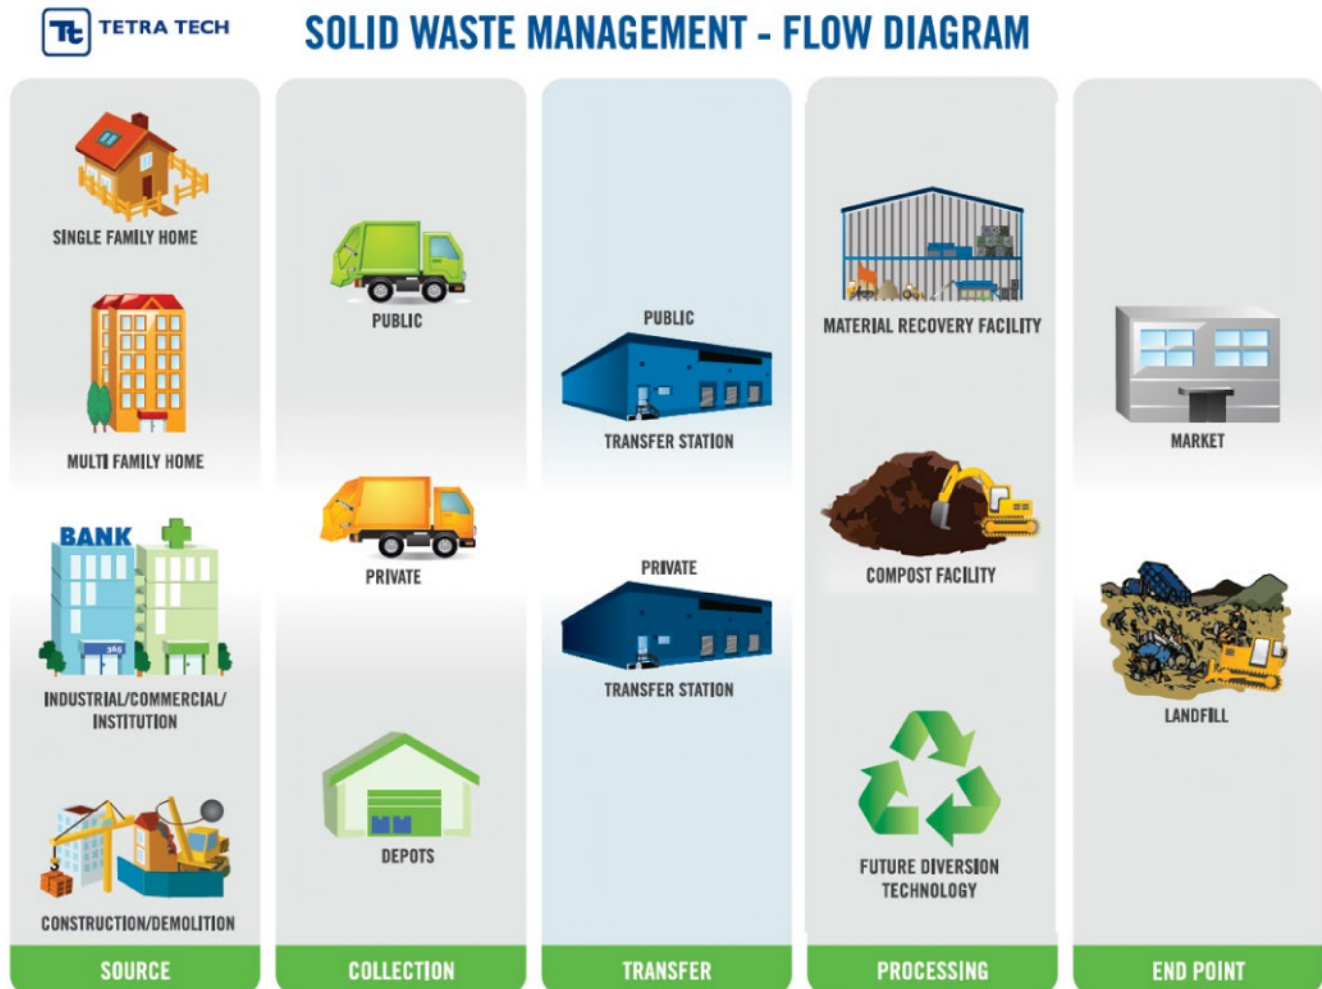 Tt TETRA TECH
SOLID WASTE MANAGEMENT - FLOW DIAGRAM
SINGLE FAMILY HOME
MULTI FAMILY HOME
BANK
365
INDUSTRIAL/COMMERCIAL/
INSTITUTION
CONSTRUCTION/DEMOLITION
SOURCE
PUBLIC
PRIVATE
DEPOTS
COLLECTION
PUBLIC
TRANSFER STATION
PRIVATE
TRANSFER STATION
TRANSFER
MATERIAL RECOVERY FACILITY
COMPOST FACILITY
FUTURE DIVERSION
TECHNOLOGY
PROCESSING
MARKET
LANDFILL
END POINT